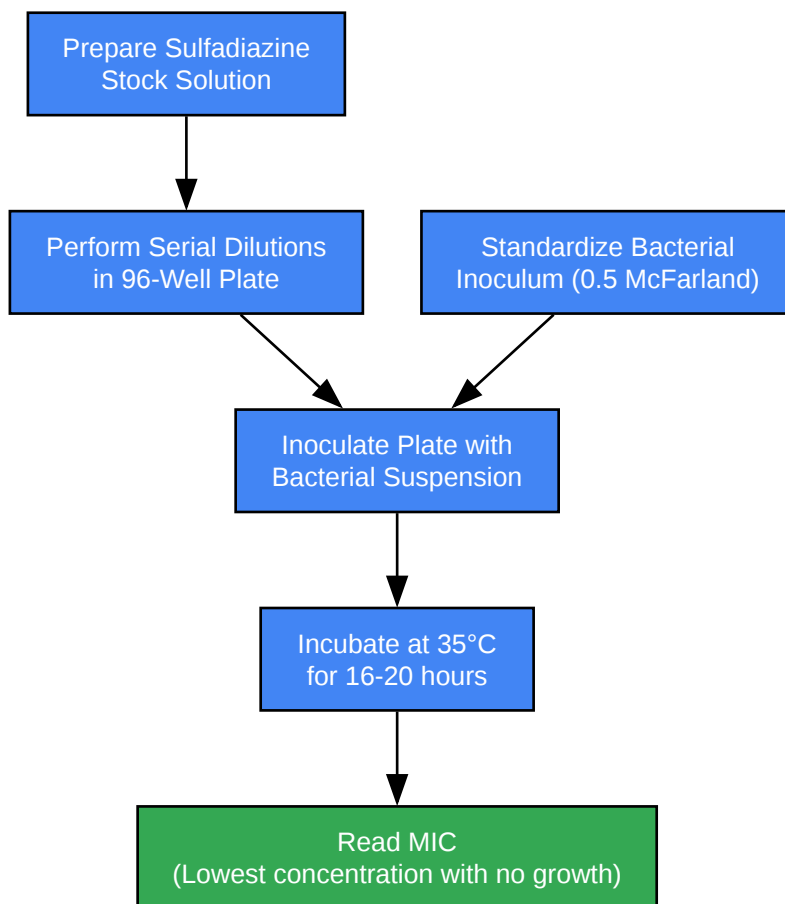 Prepare Sulfadiazine
Stock Solution
Perform Serial Dilutions
in 96-Well Plate
Standardize Bacterial
Inoculum (0.5 McFarland)
Inoculate Plate with
Bacterial Suspension
Incubate at 35°C
for 16-20 hours
Read MIC
(Lowest concentration with no growth)